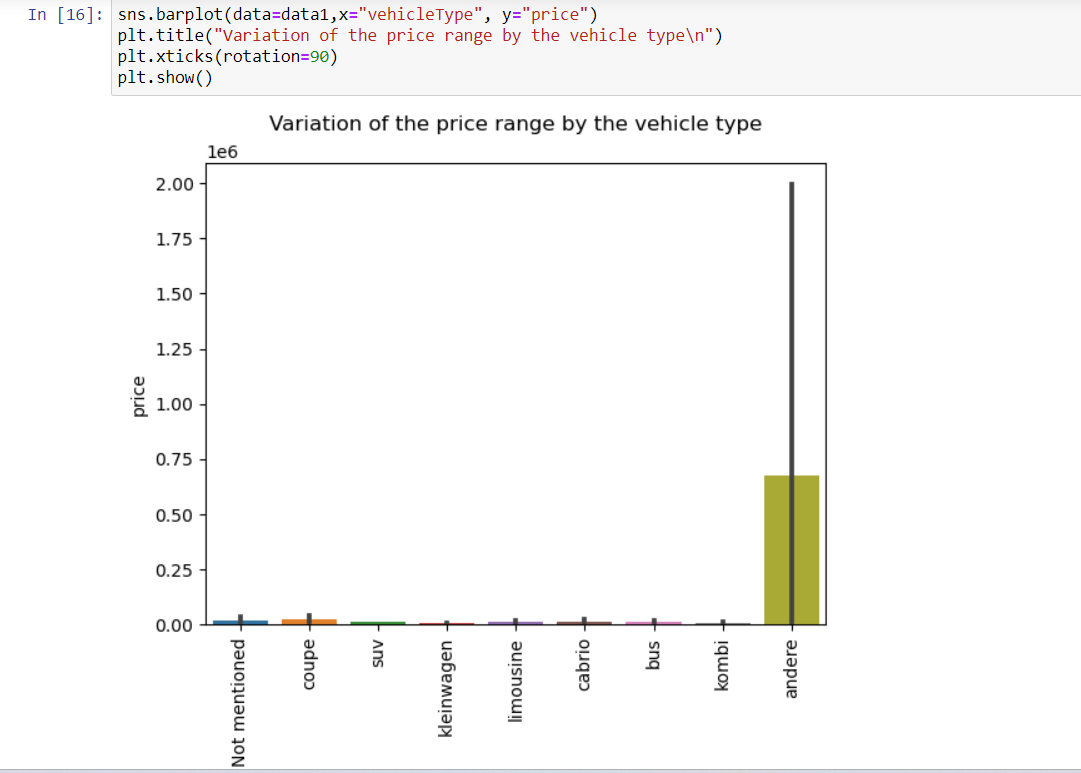 In [16]: sns.barplot(data=data1,x="vehicleType", y="price")
plt.title("Variation of the price range by the vehicle type\n")
plt.xticks(rotation=90)
plt.show()
Variation of the price range by the vehicle type
1e6
2.00
1.75
1.50
1.25
1.00
0.75
0.50
0.25
0.00
price
Not mentioned
coupe
suv
kleinwagen
limousine
cabrio
bus
kombi
andere